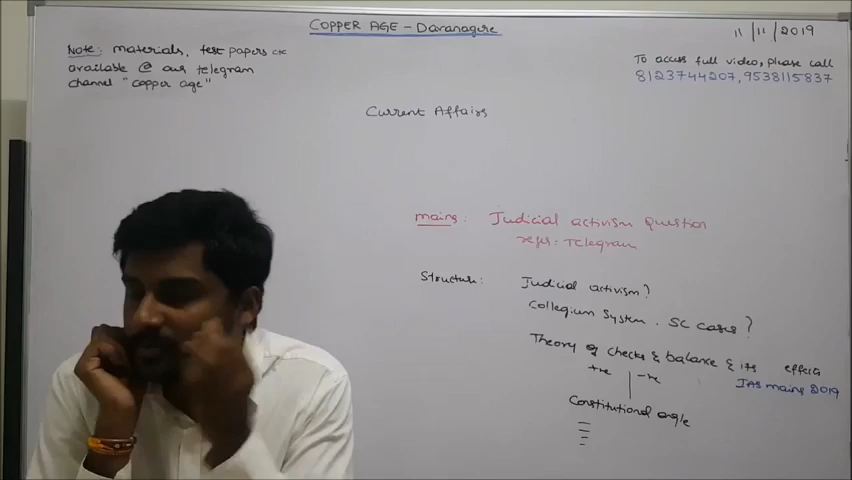 COPPER AGE - Davanagere
11/11/2019
Note: materials, test papers etc
available @ our telegram
channel "copper age"
To access full video, please call
8123744207, 9538115837
Current Affairs
mains: Judicial activism Question
refer: Telegram
Structure: Judicial activism?
Collegium System. SC cases?
Theory of checks & balance & its effects
+ve -ve
IAS mains 2019
Constitutional angle